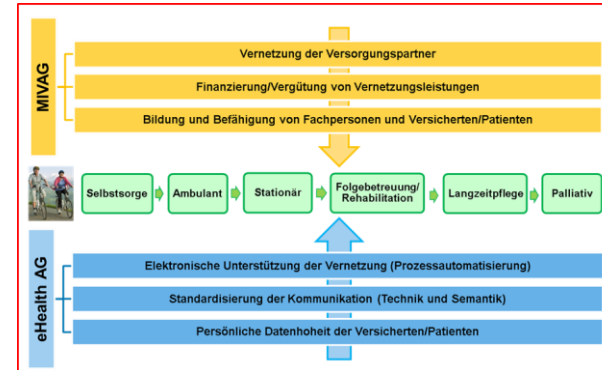 MIVAG
Vernetzung der Versorgungspartner
Finanzierung/Vergütung von Vernetzungsleistungen
Bildung und Befähigung von Fachpersonen und Versicherten/Patienten
Selbstsorge
Ambulant
Stationär
Folgebetreuung/
Rehabilitation
Langzeitpflege
Palliativ
eHealth AG
Elektronische Unterstützung der Vernetzung (Prozessautomatisierung)
Standardisierung der Kommunikation (Technik und Semantik)
Persönliche Datenhoheit der Versicherten/Patienten